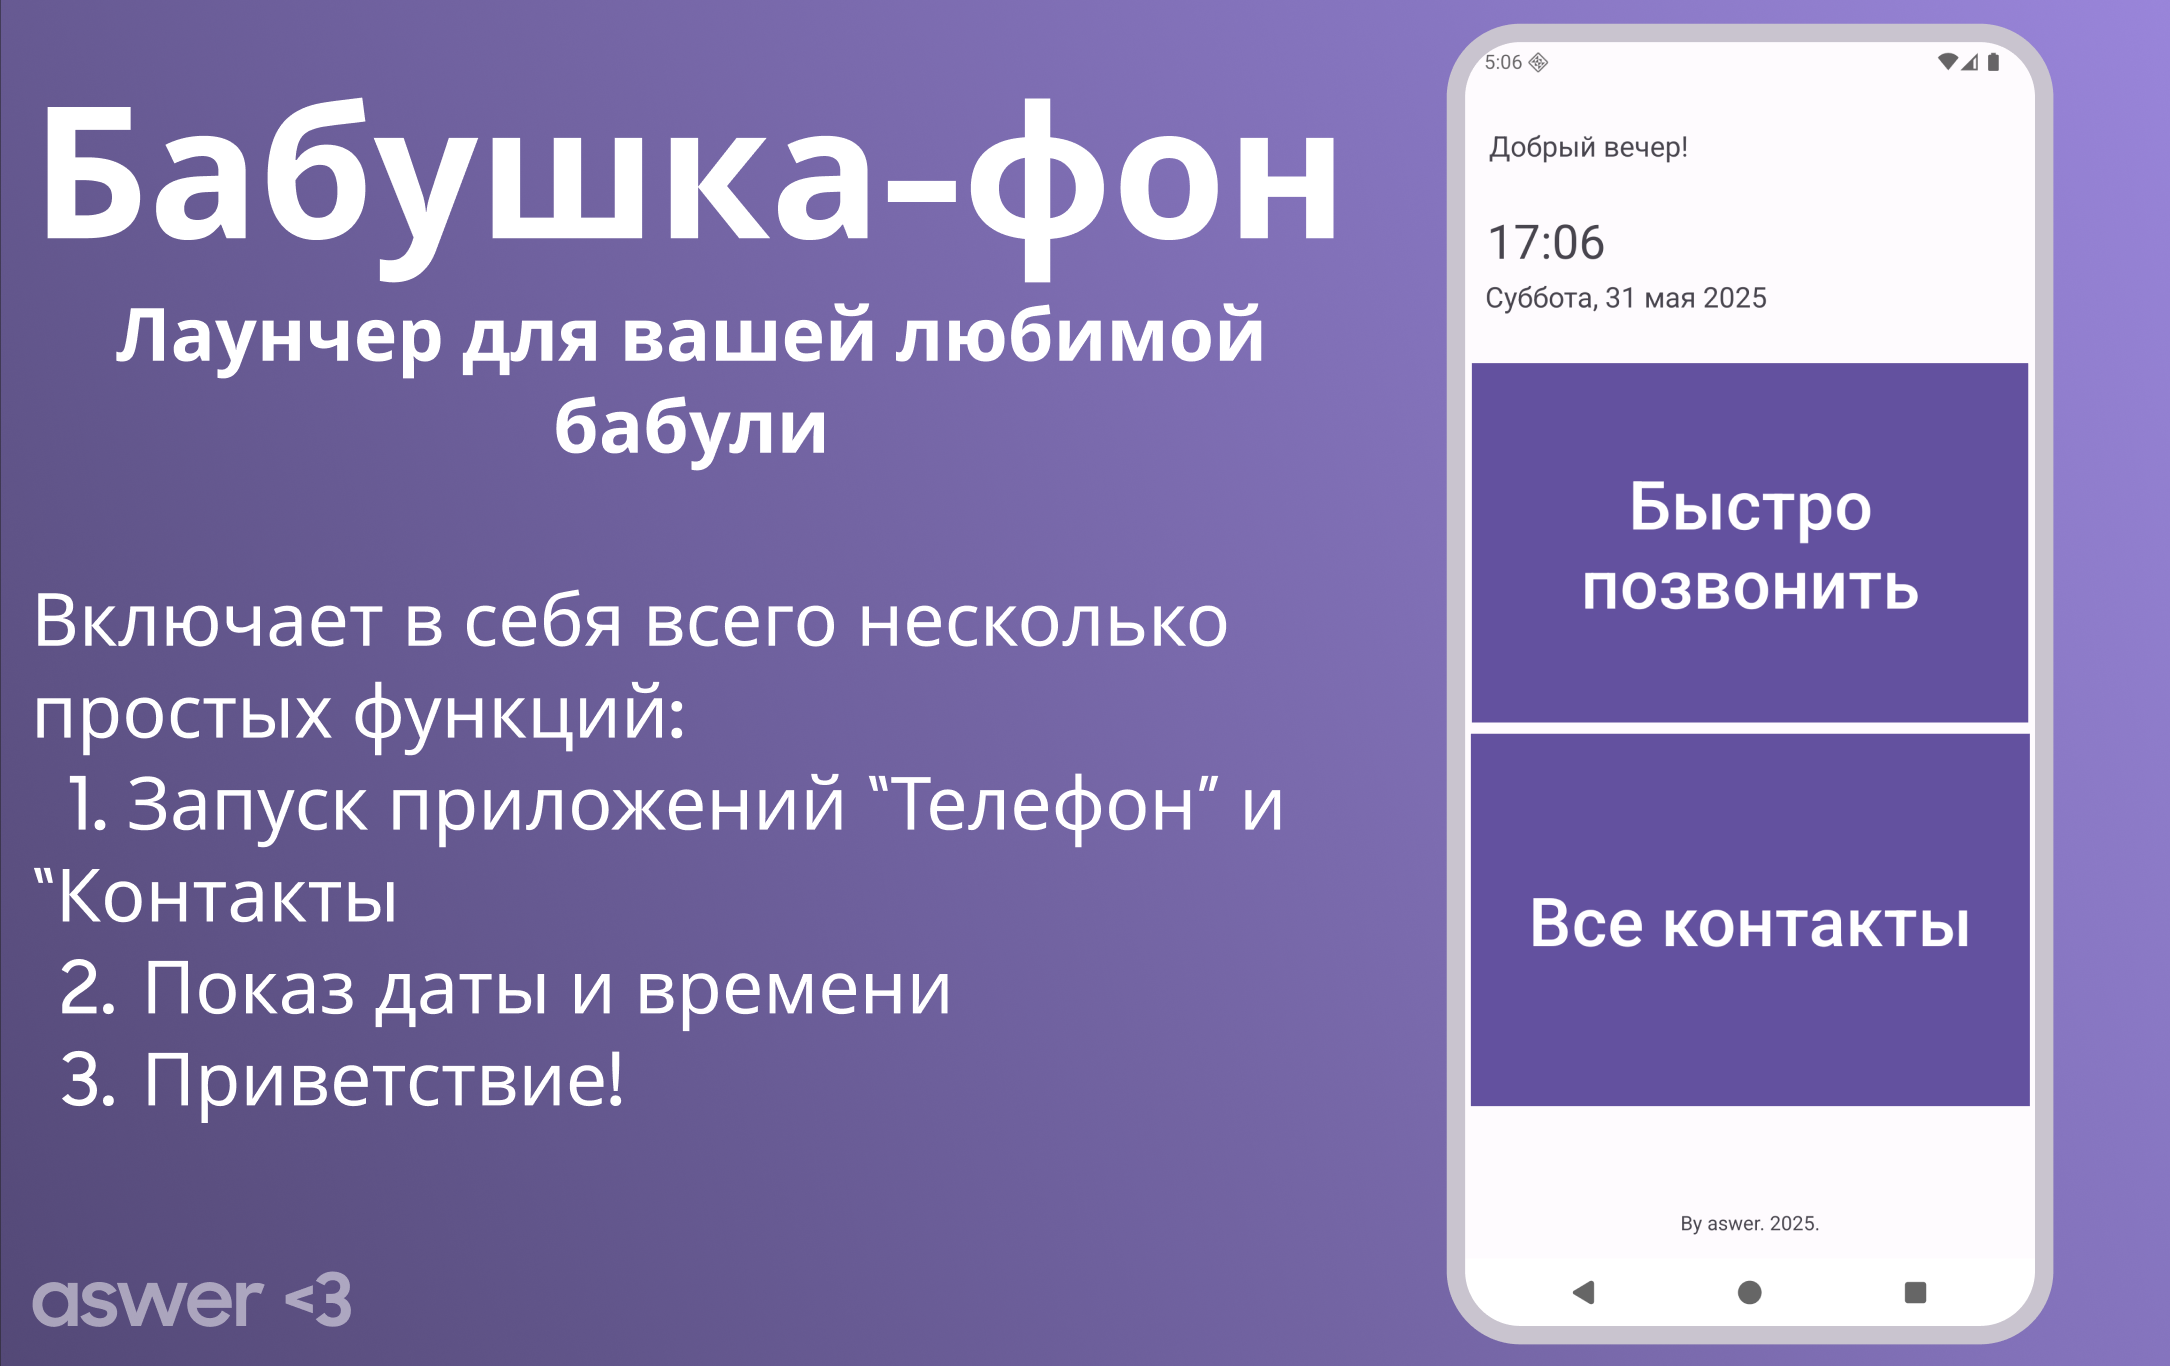 Бабушка-фон
Лаунчер для вашей любимой
бабули
Включает в себя всего несколько
простых функций:
1. Запуск приложений “Телефон” и
“Контакты
2. Показ даты и времени
3. Приветствие!
aswer <3
5:06
Добрый вечер!
17:06
Суббота, 31 мая 2025
Быстро
позвонить
Все контакты
By aswer. 2025.